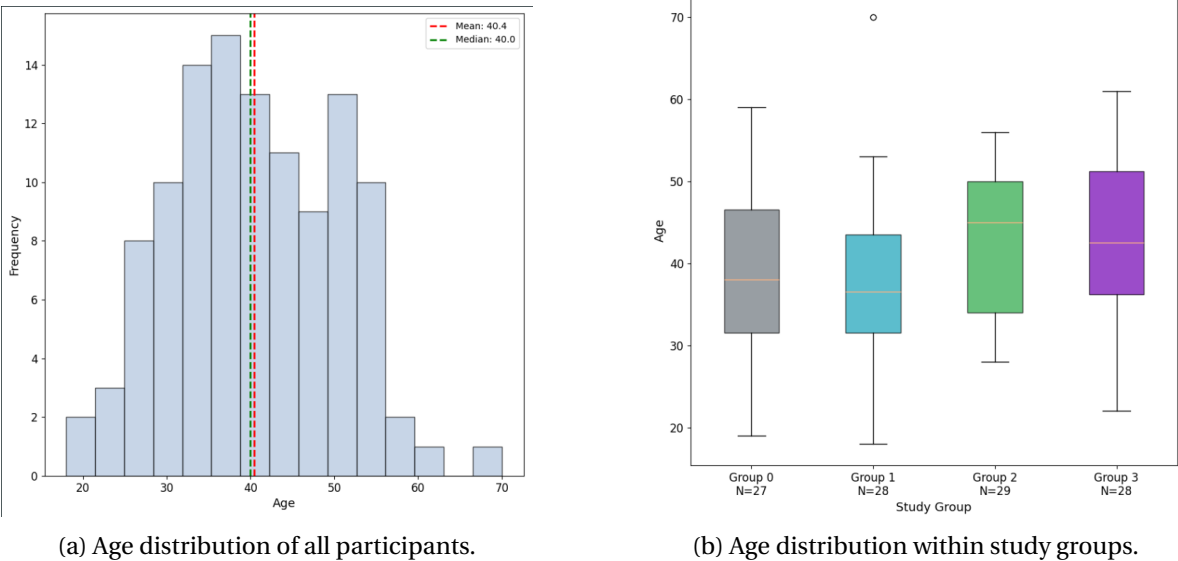 Mean: 40.4
Median: 40.0
14
12
10
8
6
4
2
0
Frequency
20 30 40 50 60 70
Age
(a) Age distribution of all participants.
70
60
50
40
30
20
Age
Group 0 Group 1 Group 2 Group 3
N=27 N=28 N=29 N=28
Study Group
(b) Age distribution within study groups.